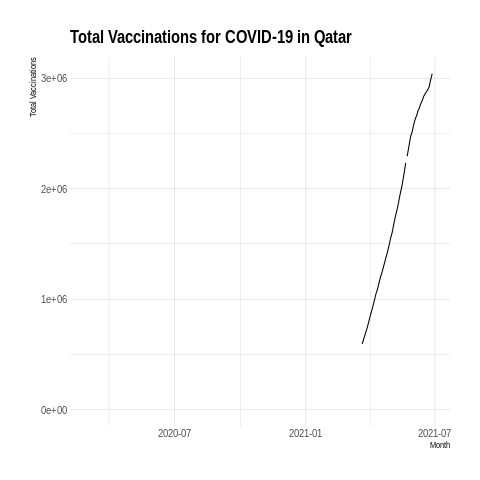 Total Vaccinations for COVID-19 in Qatar
Total Vaccinations
3e+06
2e+06
1e+06
0e+00
2020-07 2021-01 2021-07
Month